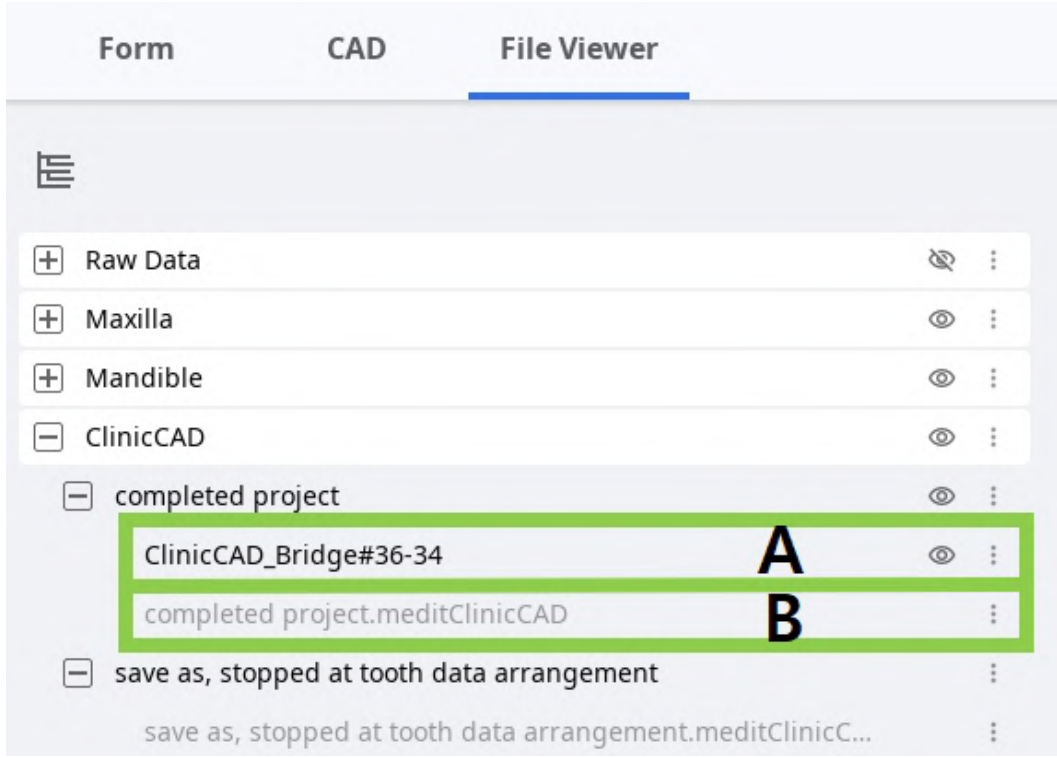 Form CAD File Viewer
Raw Data
Maxilla
Mandible
ClinicCAD
completed project
ClinicCAD_Bridge#36-34 A
completed project.meditClinicCAD B
save as, stopped at tooth data arrangement
save as, stopped at tooth data arrangement.meditClinicC...